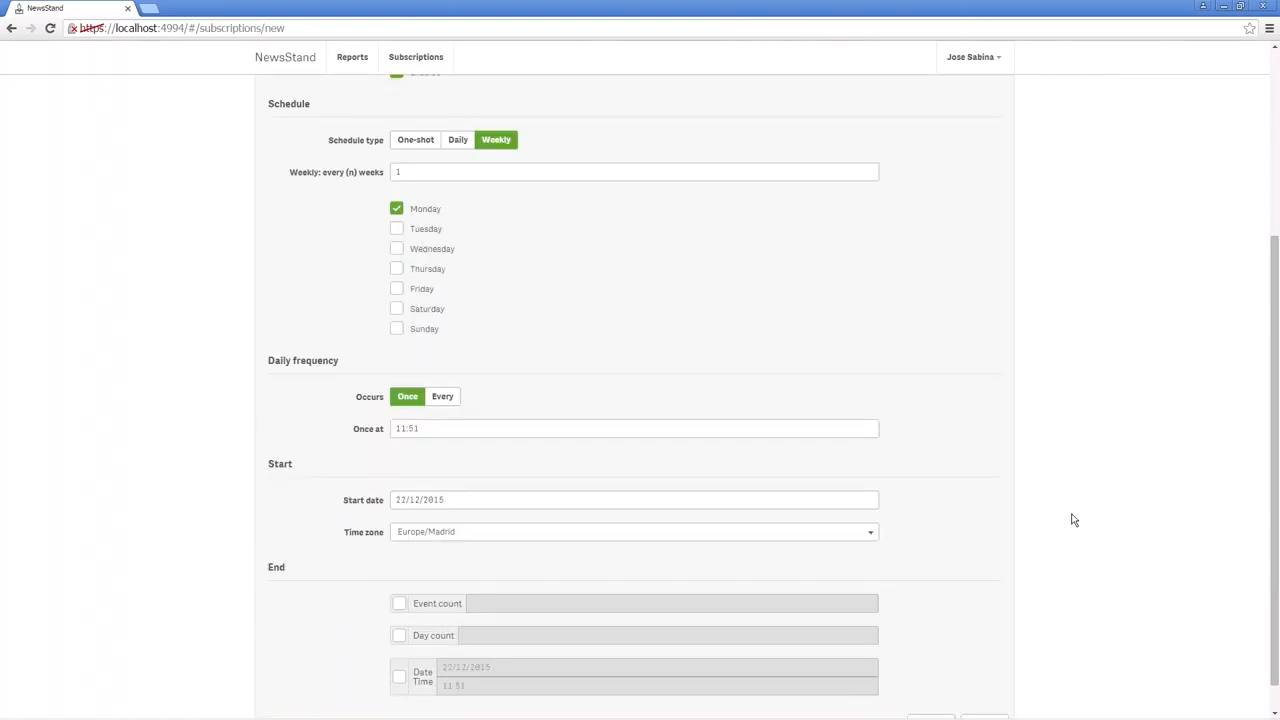 NewsStand
https://localhost:4994/#/subscriptions/new
NewsStand Reports Subscriptions Jose Sabina
Schedule
Schedule type One-shot Daily Weekly
Weekly: every (n) weeks 1
Monday
Tuesday
Wednesday
Thursday
Friday
Saturday
Sunday
Daily frequency
Occurs Once Every
Once at 11:51
Start
Start date 22/12/2015
Time zone Europe/Madrid
End
Event count
Day count
Date 22/12/2015
Time 11 51